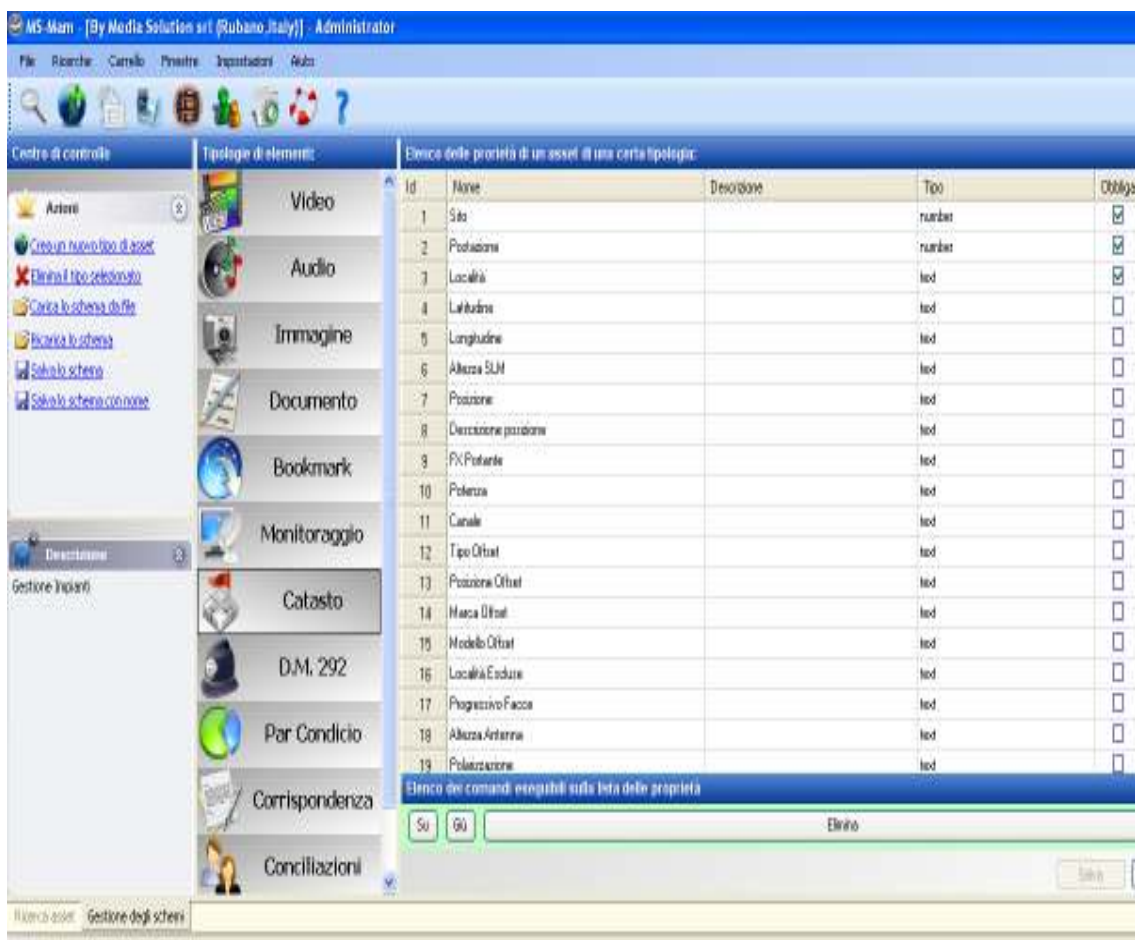 MS-Mam - [By Media Solution srl (Rubano,Italy)] - Administrator
File Ricerche Carrello Finestre Impostazioni Aiuto
Centro di controllo
Azioni
Crea un nuovo tipo di asset
Elimina il tipo selezionato
Carica lo schema da file
Ricarica lo schema
Salva lo schema
Salva lo schema con nome
Descrizione
Gestione Impianti
Tipologie di elementi:
Video
Audio
Immagine
Documento
Bookmark
Monitoraggio
Catasto
D.M. 292
Par Condicio
Corrispondenza
Conciliazioni
Elenco delle prorietà di un asset di una certa tipologia:
Id Nome Descrizione Tipo Obbliga
1 Sito number
2 Postazione number
3 Località text
4 Latitudine text
5 Longitudine text
6 Altezza SLM text
7 Posizione text
8 Descrizione posizione text
9 FX Portante text
10 Potenza text
11 Canale text
12 Tipo Offset text
13 Posizione Offset text
14 Marca Offset text
15 Modello Offset text
16 Località Escluse text
17 Progressivo Facce text
18 Altezza Antenna text
19 Polarizzazione text
Elenco dei comandi eseguibili sulla lista delle proprietà
Su Giù Elimina
Salva
Ricerca asset Gestione degli schemi